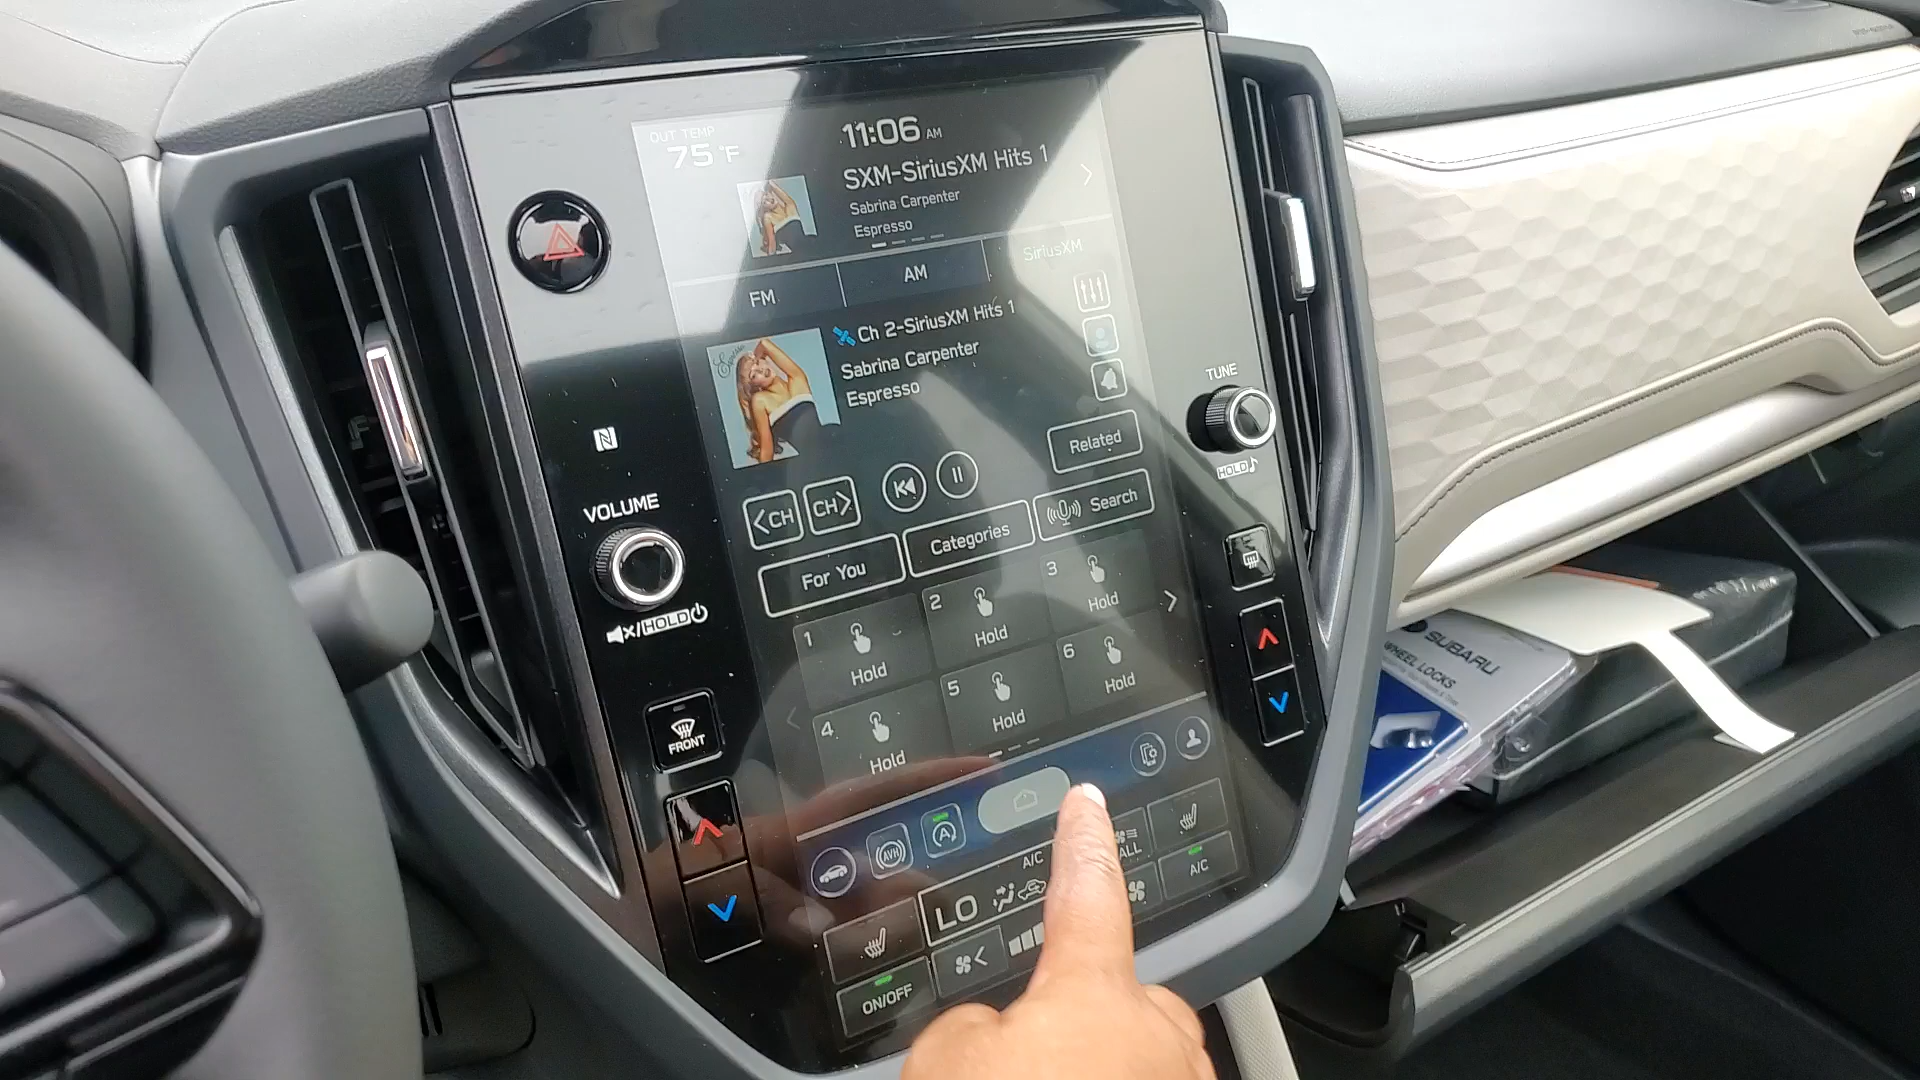 OUT TEMP
75 °F
11:06 AM
SXM-SiriusXM Hits 1
Sabrina Carpenter
Espresso
FM
AM
SiriusXM
Espresso
Ch 2-SiriusXM Hits 1
Sabrina Carpenter
Espresso
Related
<CH
CH>
For You
Categories
Search
1
Hold
2
Hold
3
Hold
4
Hold
5
Hold
6
Hold
VOLUME
HOLD
TUNE
HOLD
FRONT
AVH
A
A/C
LO
ALL
A/C
ON/OFF
SUBARU
WHEEL LOCKS